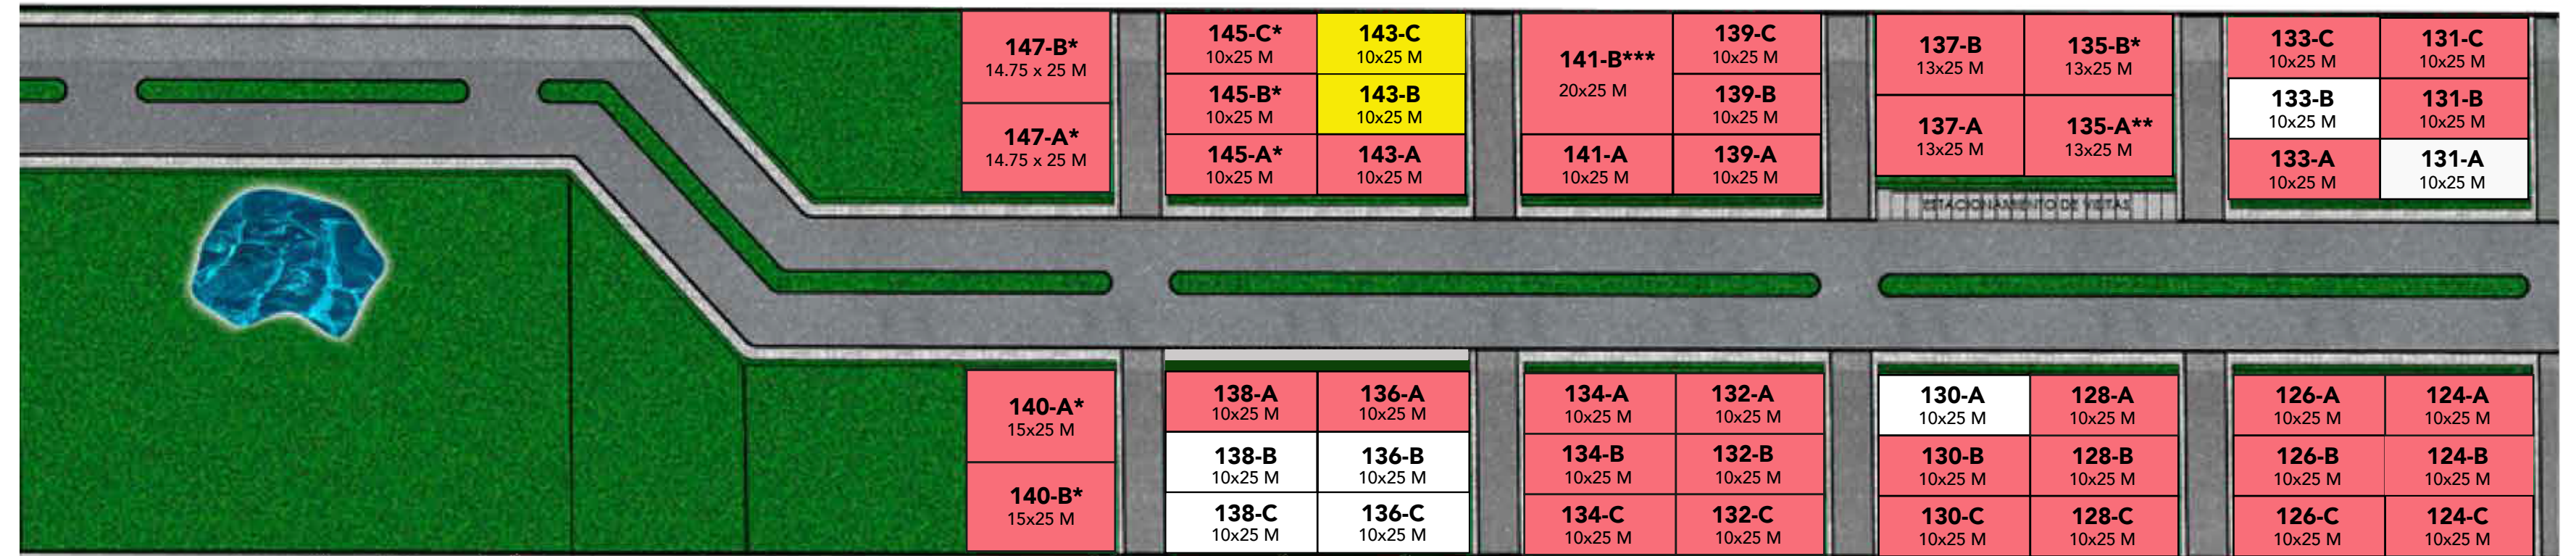 147-B*
14.75 x 25 M
147-A*
14.75 x 25 M
145-C*
10x25 M
143-C
10x25 M
145-B*
10x25 M
143-B
10x25 M
145-A*
10x25 M
143-A
10x25 M
141-B***
20x25 M
139-C
10x25 M
139-B
10x25 M
141-A
10x25 M
139-A
10x25 M
137-B
13x25 M
135-B*
13x25 M
137-A
13x25 M
135-A**
13x25 M
ESTACIONAMIENTO DE VISITAS
133-C
10x25 M
131-C
10x25 M
133-B
10x25 M
131-B
10x25 M
133-A
10x25 M
131-A
10x25 M
140-A*
15x25 M
140-B*
15x25 M
138-A
10x25 M
136-A
10x25 M
138-B
10x25 M
136-B
10x25 M
138-C
10x25 M
136-C
10x25 M
134-A
10x25 M
132-A
10x25 M
134-B
10x25 M
132-B
10x25 M
134-C
10x25 M
132-C
10x25 M
130-A
10x25 M
128-A
10x25 M
130-B
10x25 M
128-B
10x25 M
130-C
10x25 M
128-C
10x25 M
126-A
10x25 M
124-A
10x25 M
126-B
10x25 M
124-B
10x25 M
126-C
10x25 M
124-C
10x25 M